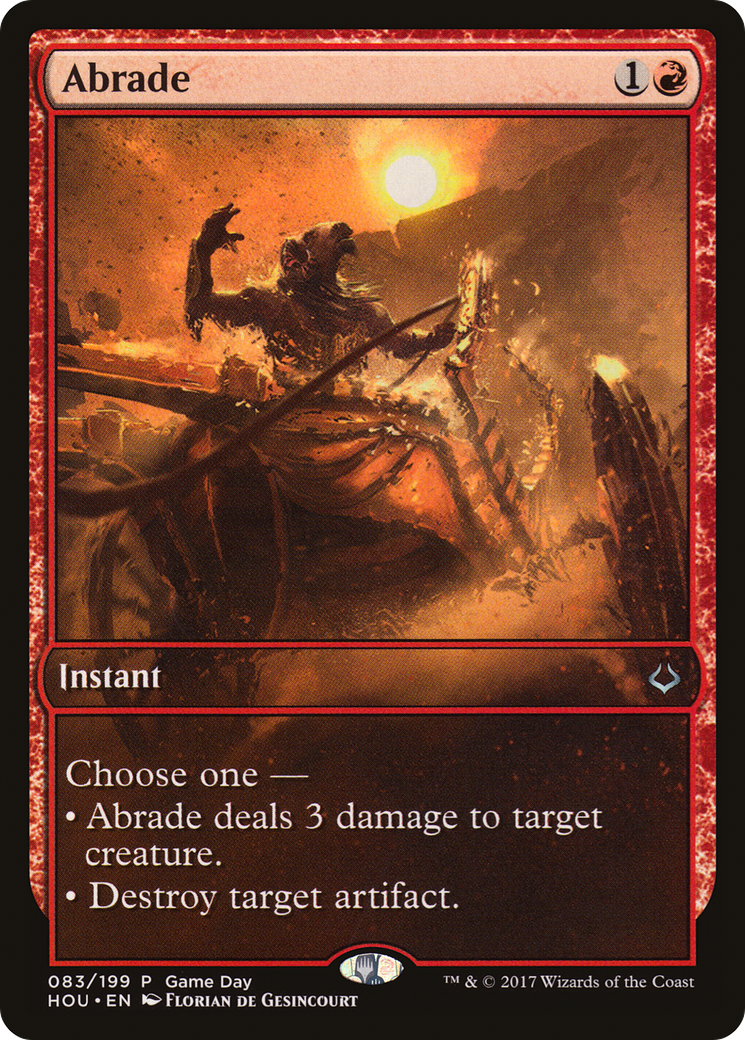 Abrade 1
Instant
Choose one —
• Abrade deals 3 damage to target
creature.
• Destroy target artifact.
083/199 P Game Day
HOU • EN Florian de Gesincourt
™ & © 2017 Wizards of the Coast